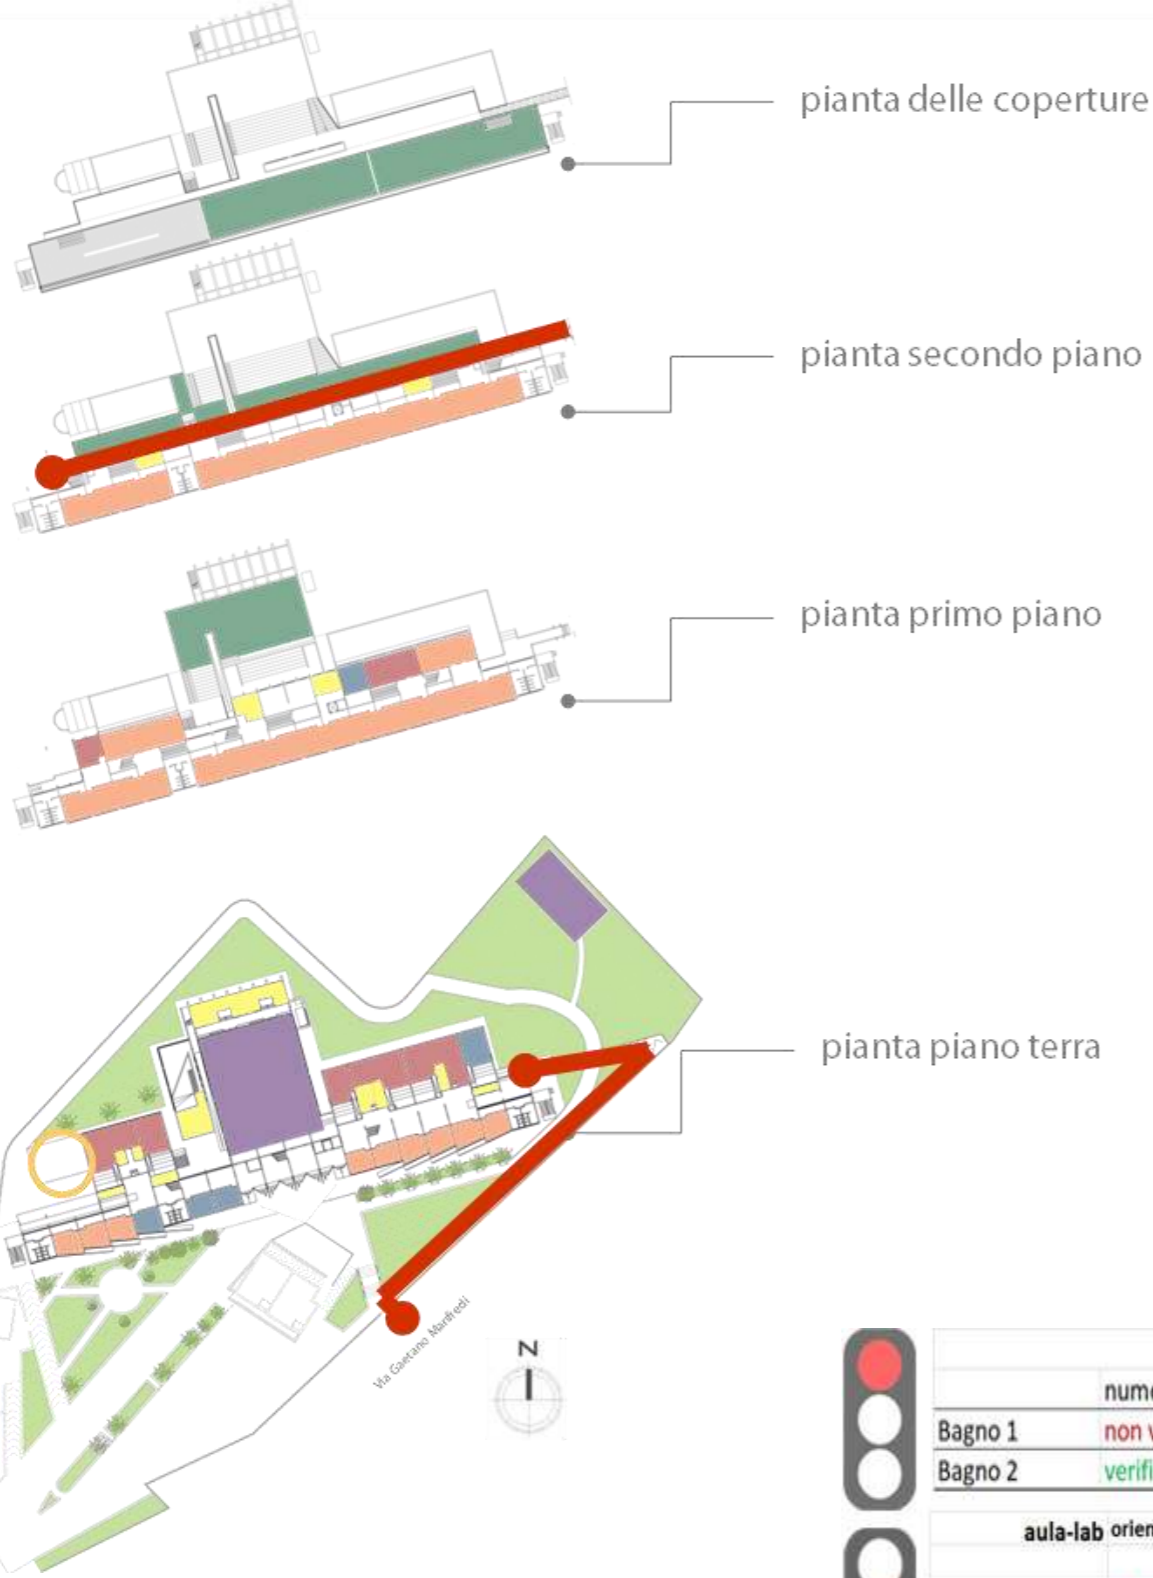 pianta delle coperture
pianta secondo piano
pianta primo piano
pianta piano terra
Via Gaetano Manfredi
N
Bagno 1
Bagno 2
aula-lab